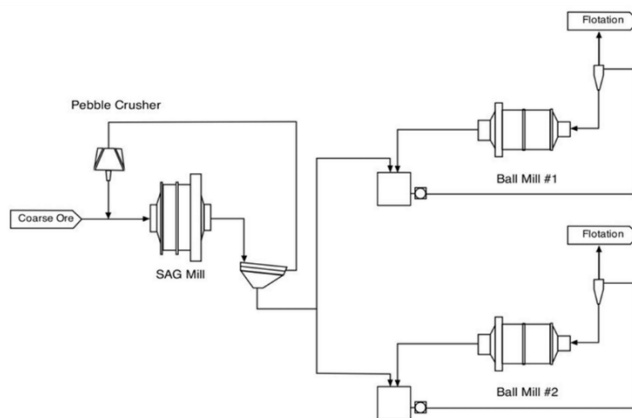 Flotation
Pebble Crusher
Ball Mill #1
Coarse Ore
Flotation
SAG Mill
Ball Mill #2